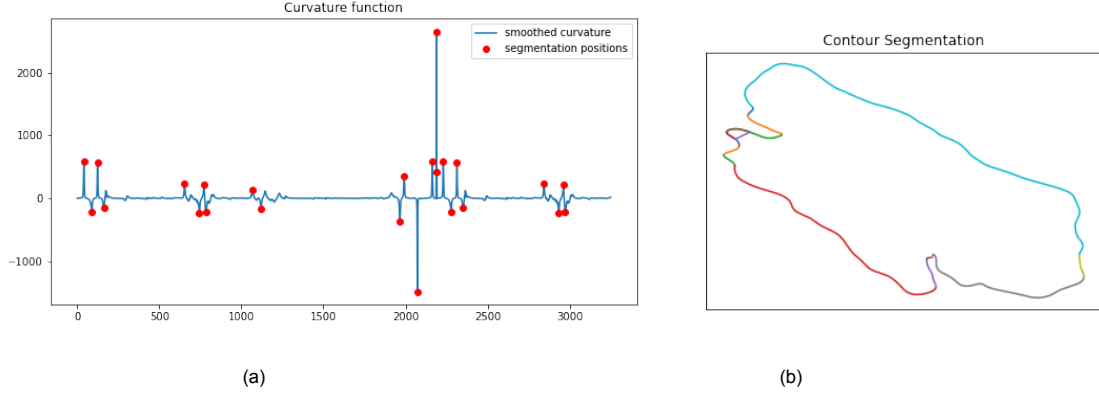 Curvature function
smoothed curvature
segmentation positions
2000
1000
0
−1000
0
500
1000
1500
2000
2500
3000
(a)
Contour Segmentation
(b)